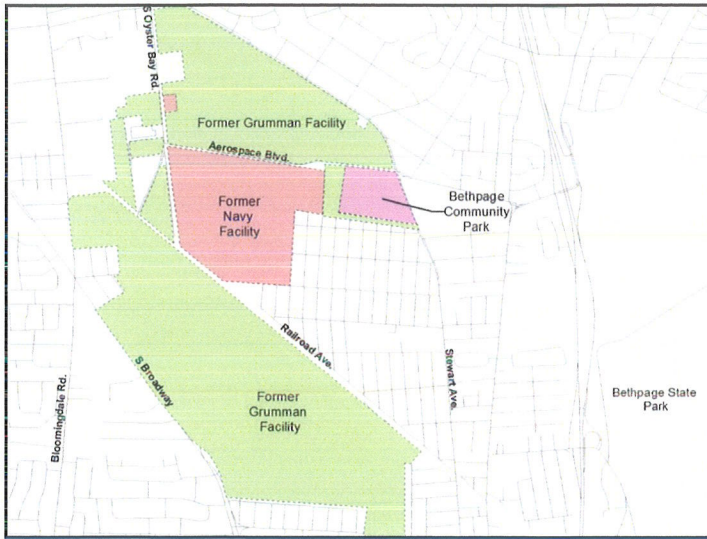 S Oyster Bay Rd.
Former Grumman Facility
Aerospace Blvd.
Former
Navy
Facility
Bethpage
Community
Park
Railroad Ave.
S Broadway
Bloomingdale Rd.
Stewart Ave.
Former
Grumman
Facility
Bethpage State
Park